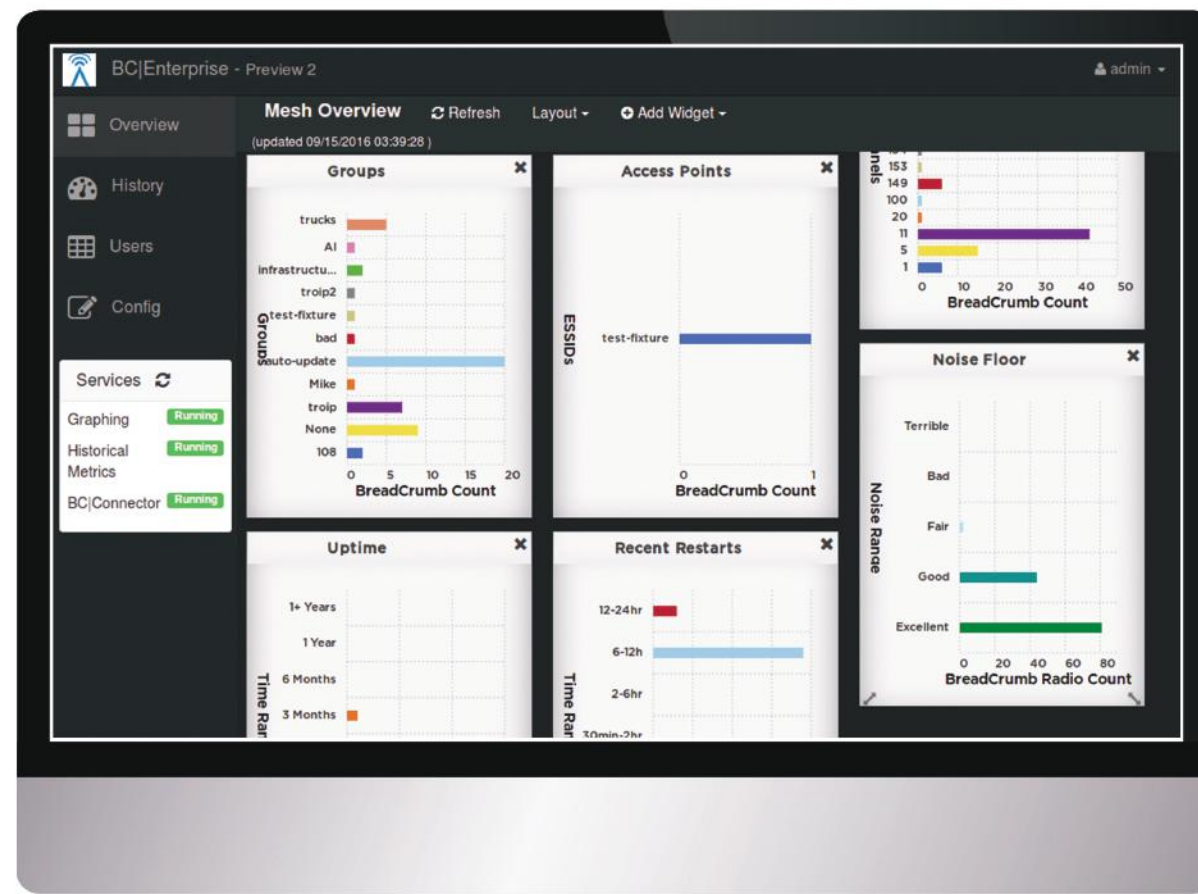 BC|Enterprise - Preview 2
admin
Overview
History
Users
Config
Services
Graphing Running
Historical Metrics Running
BC|Connector Running
Mesh Overview Refresh Layout Add Widget
(updated 09/15/2016 03:39:28 )
Groups
Groups
trucks
AI
infrastructu...
troip2
test-fixture
bad
auto-update
Mike
troip
None
108
0 5 10 15 20
BreadCrumb Count
Access Points
ESSIDs
test-fixture
0 1
BreadCrumb Count
153
149
100
20
11
5
1
0 10 20 30 40 50
BreadCrumb Count
Uptime
1+ Years
1 Year
6 Months
3 Months
Recent Restarts
12-24hr
6-12h
2-6hr
30min-2hr
Noise Floor
Noise Range
Terrible
Bad
Fair
Good
Excellent
0 20 40 60 80
BreadCrumb Radio Count